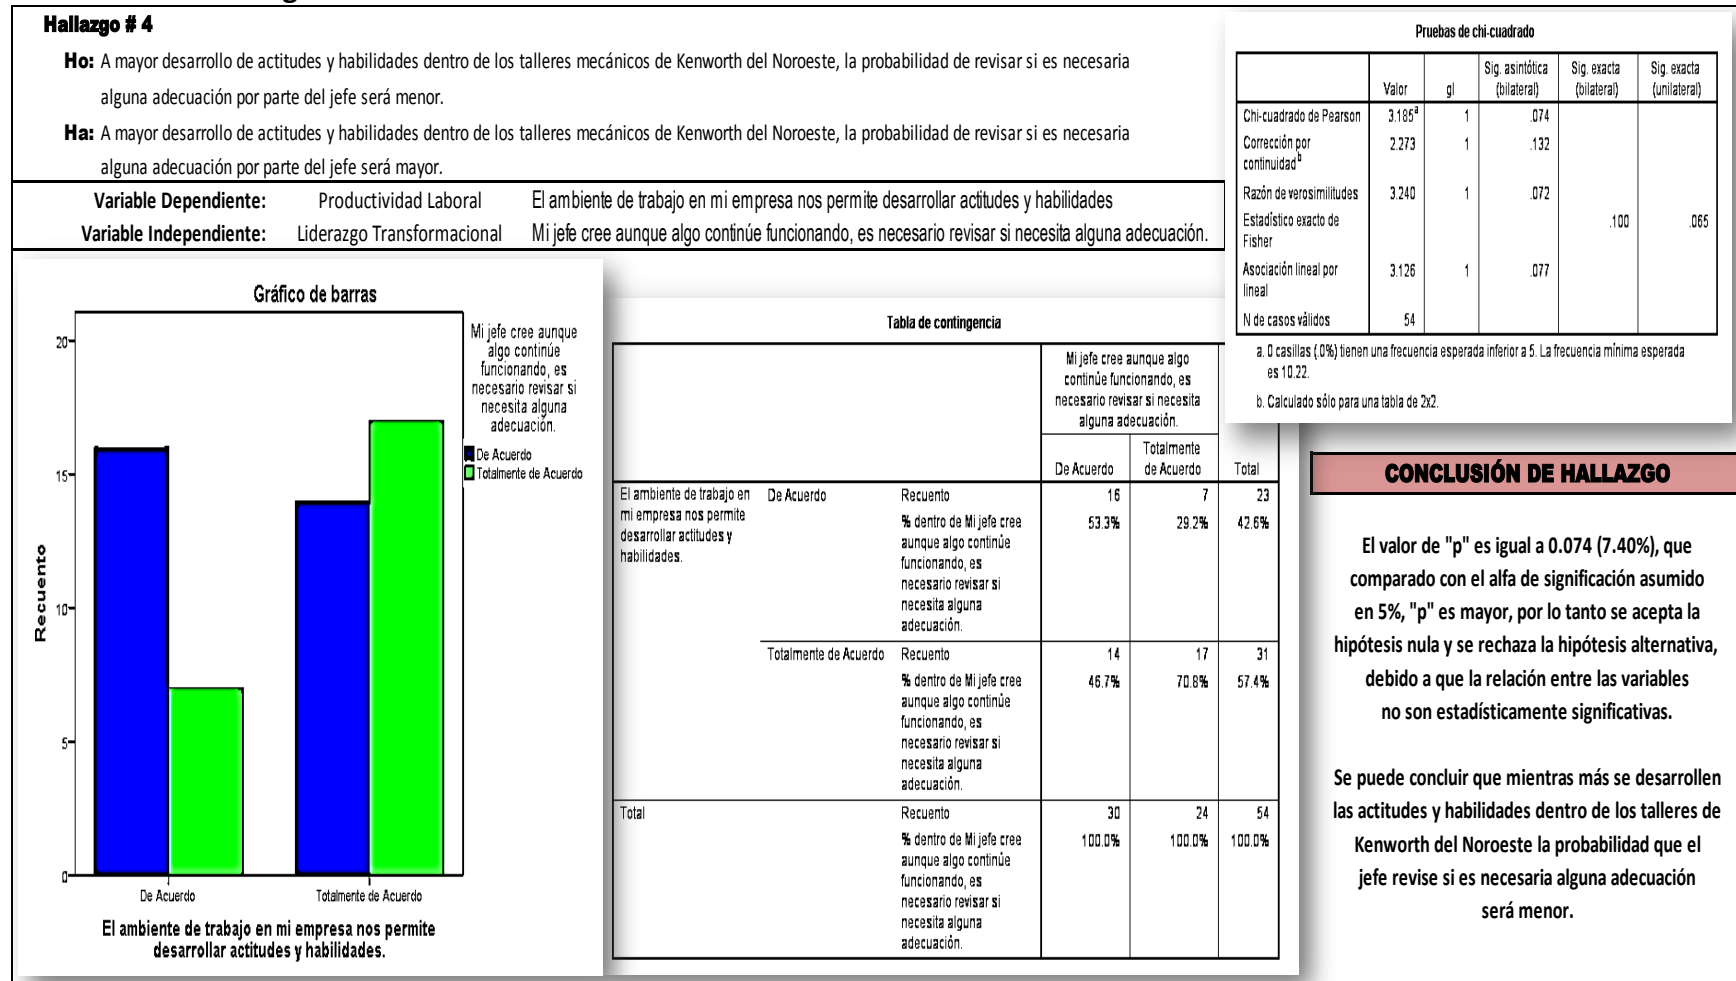 Hallazgo # 4
Ho: A mayor desarrollo de actitudes y habilidades dentro de los talleres mecánicos de Kenworth del Noroeste, la probabilidad de revisar si es necesaria
alguna adecuación por parte del jefe será menor.
Ha: A mayor desarrollo de actitudes y habilidades dentro de los talleres mecánicos de Kenworth del Noroeste, la probabilidad de revisar si es necesaria
alguna adecuación por parte del jefe será mayor.
Variable Dependiente: Productividad Laboral El ambiente de trabajo en mi empresa nos permite desarrollar actitudes y habilidades
Variable Independiente: Liderazgo Transformacional Mi jefe cree aunque algo continúe funcionando, es necesario revisar si necesita alguna adecuación.
Pruebas de chi-cuadrado
Valor gl Sig. asintótica (bilateral) Sig. exacta (bilateral) Sig. exacta (unilateral)
Chi-cuadrado de Pearson 3.185a 1 .074
Corrección por
continuidadb 2.273 1 .132
Razón de verosimilitudes 3.240 1 .072
Estadístico exacto de
Fisher .100 .065
Asociación lineal por
lineal 3.126 1 .077
N de casos válidos 54
a. 0 casillas (.0%) tienen una frecuencia esperada inferior a 5. La frecuencia mínima esperada
es 10.22.
b. Calculado sólo para una tabla de 2x2.
Gráfico de barras
Mi jefe cree aunque
algo continúe
funcionando, es
necesario revisar si
necesita alguna
adecuación.
De Acuerdo
Totalmente de Acuerdo
Recuento
20
15
10
5
0
De Acuerdo Totalmente de Acuerdo
El ambiente de trabajo en mi empresa nos permite
desarrollar actitudes y habilidades.
Tabla de contingencia
Mi jefe cree aunque algo
continúe funcionando, es
necesario revisar si necesita
alguna adecuación.
De Acuerdo Totalmente de Acuerdo Total
El ambiente de trabajo en
mi empresa nos permite
desarrollar actitudes y
habilidades.
De Acuerdo Recuento 16 7 23
% dentro de Mi jefe cree 53.3% 29.2% 42.6%
aunque algo continúe
funcionando, es
necesario revisar si
necesita alguna
adecuación.
Totalmente de Acuerdo Recuento 14 17 31
% dentro de Mi jefe cree 46.7% 70.8% 57.4%
aunque algo continúe
funcionando, es
necesario revisar si
necesita alguna
adecuación.
Total Recuento 30 24 54
% dentro de Mi jefe cree 100.0% 100.0% 100.0%
aunque algo continúe
funcionando, es
necesario revisar si
necesita alguna
adecuación.
CONCLUSIÓN DE HALLAZGO
El valor de "p" es igual a 0.074 (7.40%), que
comparado con el alfa de significación asumido
en 5%, "p" es mayor, por lo tanto se acepta la
hipótesis nula y se rechaza la hipótesis alternativa,
debido a que la relación entre las variables
no son estadísticamente significativas.
Se puede concluir que mientras más se desarrollen
las actitudes y habilidades dentro de los talleres de
Kenworth del Noroeste la probabilidad que el
jefe revise si es necesaria alguna adecuación
será menor.